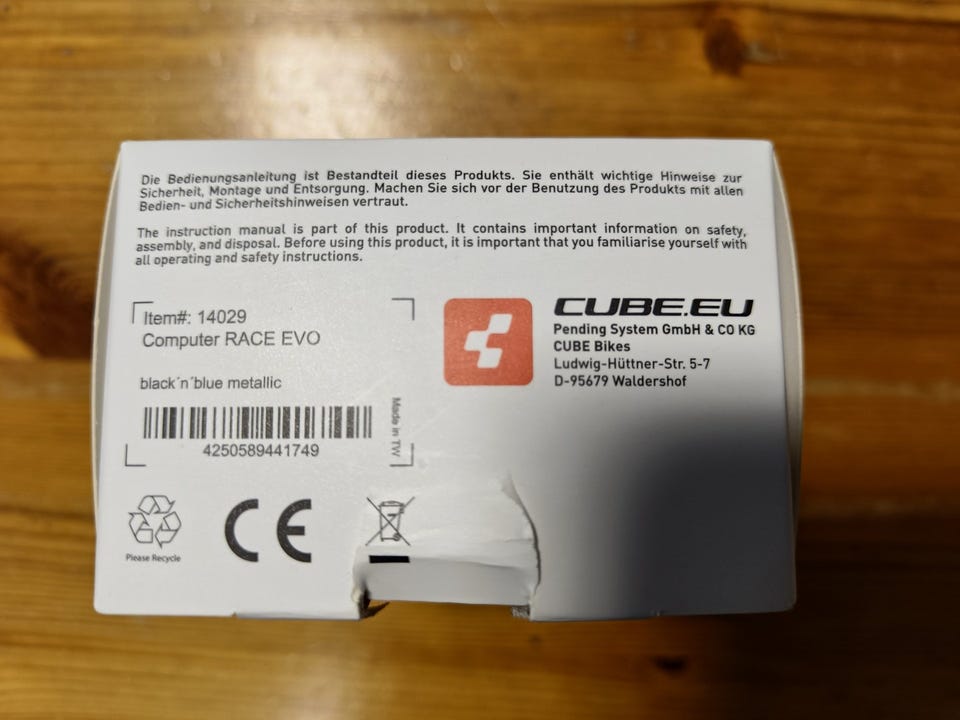 Die Bedienungsanleitung ist Bestandteil dieses Produkts. Sie enthält wichtige Hinweise zur
Sicherheit, Montage und Entsorgung. Machen Sie sich vor der Benutzung des Produkts mit allen
Bedien- und Sicherheitshinweisen vertraut.
The instruction manual is part of this product. It contains important information on safety,
assembly, and disposal. Before using this product, it is important that you familiarise yourself with
all operating and safety instructions.
Item#: 14029
Computer RACE EVO
black´n´blue metallic
4250589441749
Made in TW
CUBE.EU
Pending System GmbH & CO KG
CUBE Bikes
Ludwig-Hüttner-Str. 5-7
D-95679 Waldershof
Please Recycle
CE